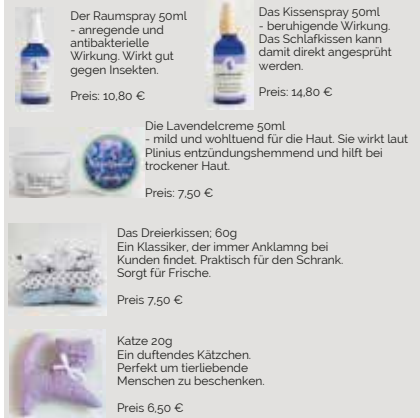 Der Raumspray 50ml
- anregende und
antibakterielle
Wirkung. Wirkt gut
gegen Insekten.
Preis: 10,80 €
Das Kissenspray 50ml
- beruhigende Wirkung.
Das Schlafkissen kann
damit direkt angesprüht
werden.
Preis: 14,80 €
Die Lavendelcreme 50ml
- mild und wohltuend für die Haut. Sie wirkt laut
Plinius entzündungshemmend und hilft bei
trockener Haut.
Preis: 7,50 €
Das Dreierkissen; 60g
Ein Klassiker, der immer Anklamng bei
Kunden findet. Praktisch für den Schrank.
Sorgt für Frische.
Preis 7,50 €
Katze 20g
Ein duftendes Kätzchen.
Perfekt um tierliebende
Menschen zu beschenken.
Preis 6,50 €